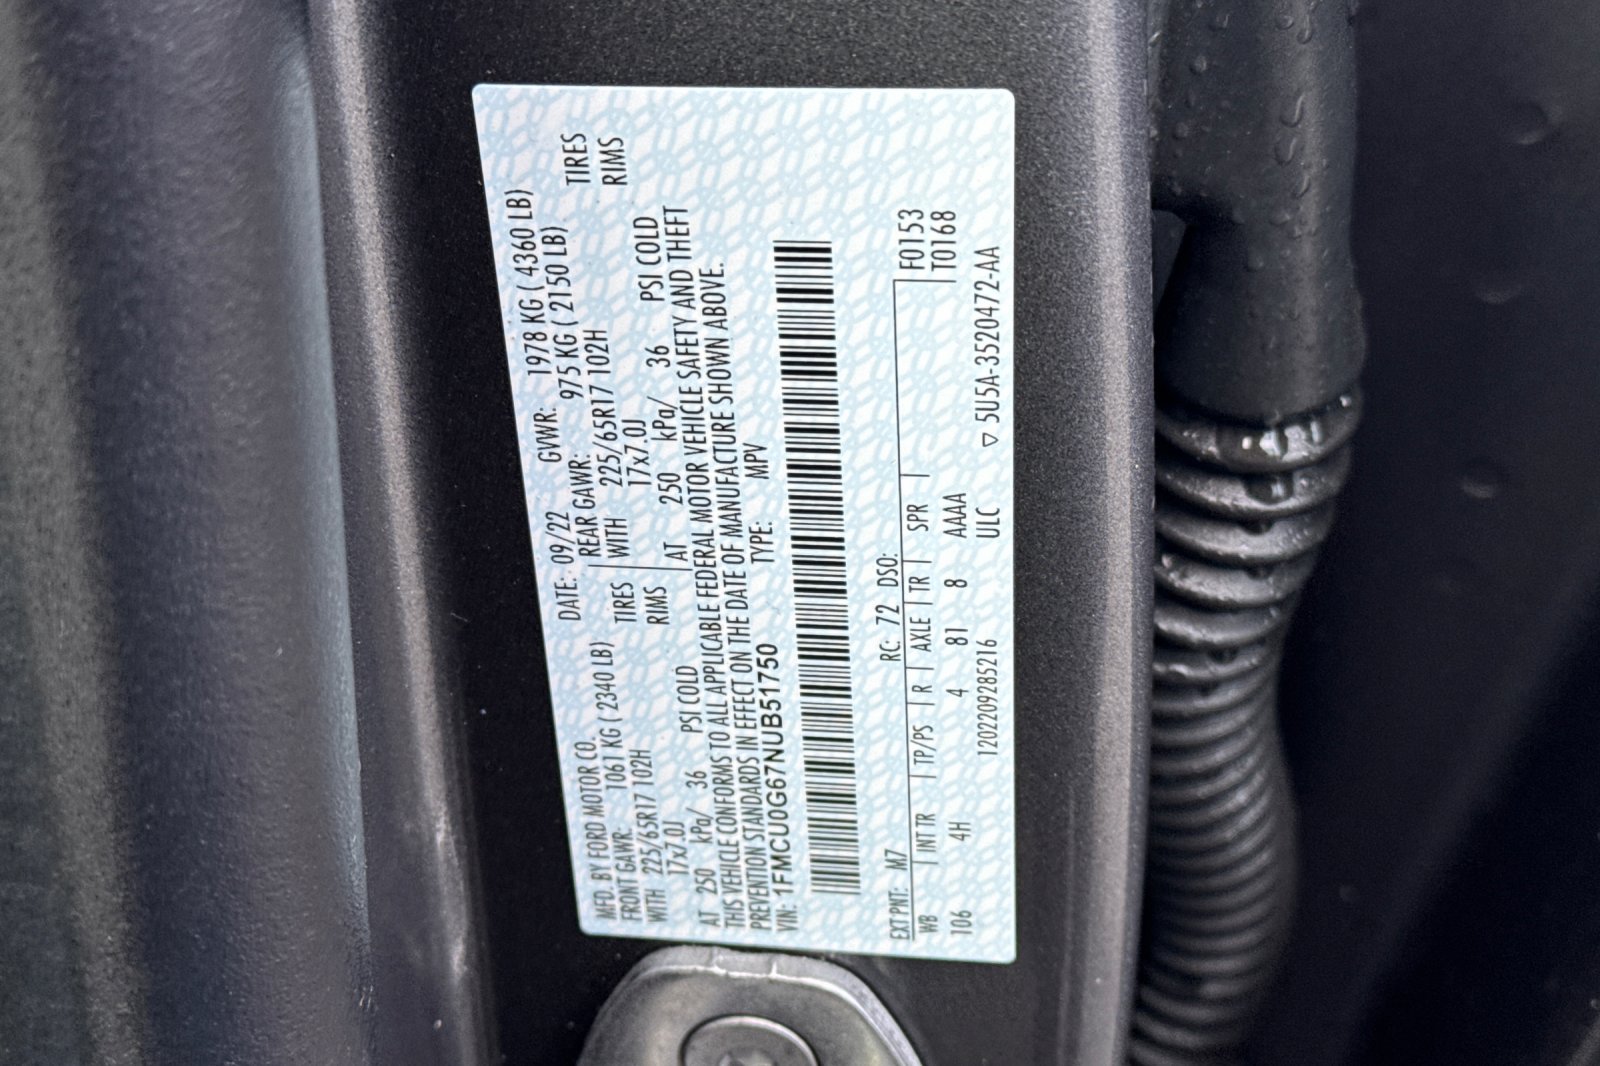 MFD. BY FORD MOTOR CO. DATE: 09/22 GVWR: 1978 KG ( 4360 LB)
FRONT GAWR: 1061 KG ( 2340 LB) REAR GAWR: 975 KG ( 2150 LB)
WITH 225/65R17 102H TIRES WITH 225/65R17 102H TIRES
17x7.0J RIMS 17x7.0J RIMS
AT 250 kPa/ 36 PSI COLD AT 250 kPa/ 36 PSI COLD
THIS VEHICLE CONFORMS TO ALL APPLICABLE FEDERAL MOTOR VEHICLE SAFETY AND THEFT
PREVENTION STANDARDS IN EFFECT ON THE DATE OF MANUFACTURE SHOWN ABOVE.
VIN: 1FMCU0G67NUB51750 TYPE: MPV
EXT PNT: M7 RC: 72 DSO: F0153
WB INT TR TP/PS R AXLE TR SPR T0168
106 4H 4 81 8 AAAA
120220928521​6 ULC ▽ 5U5A-3520472-AA